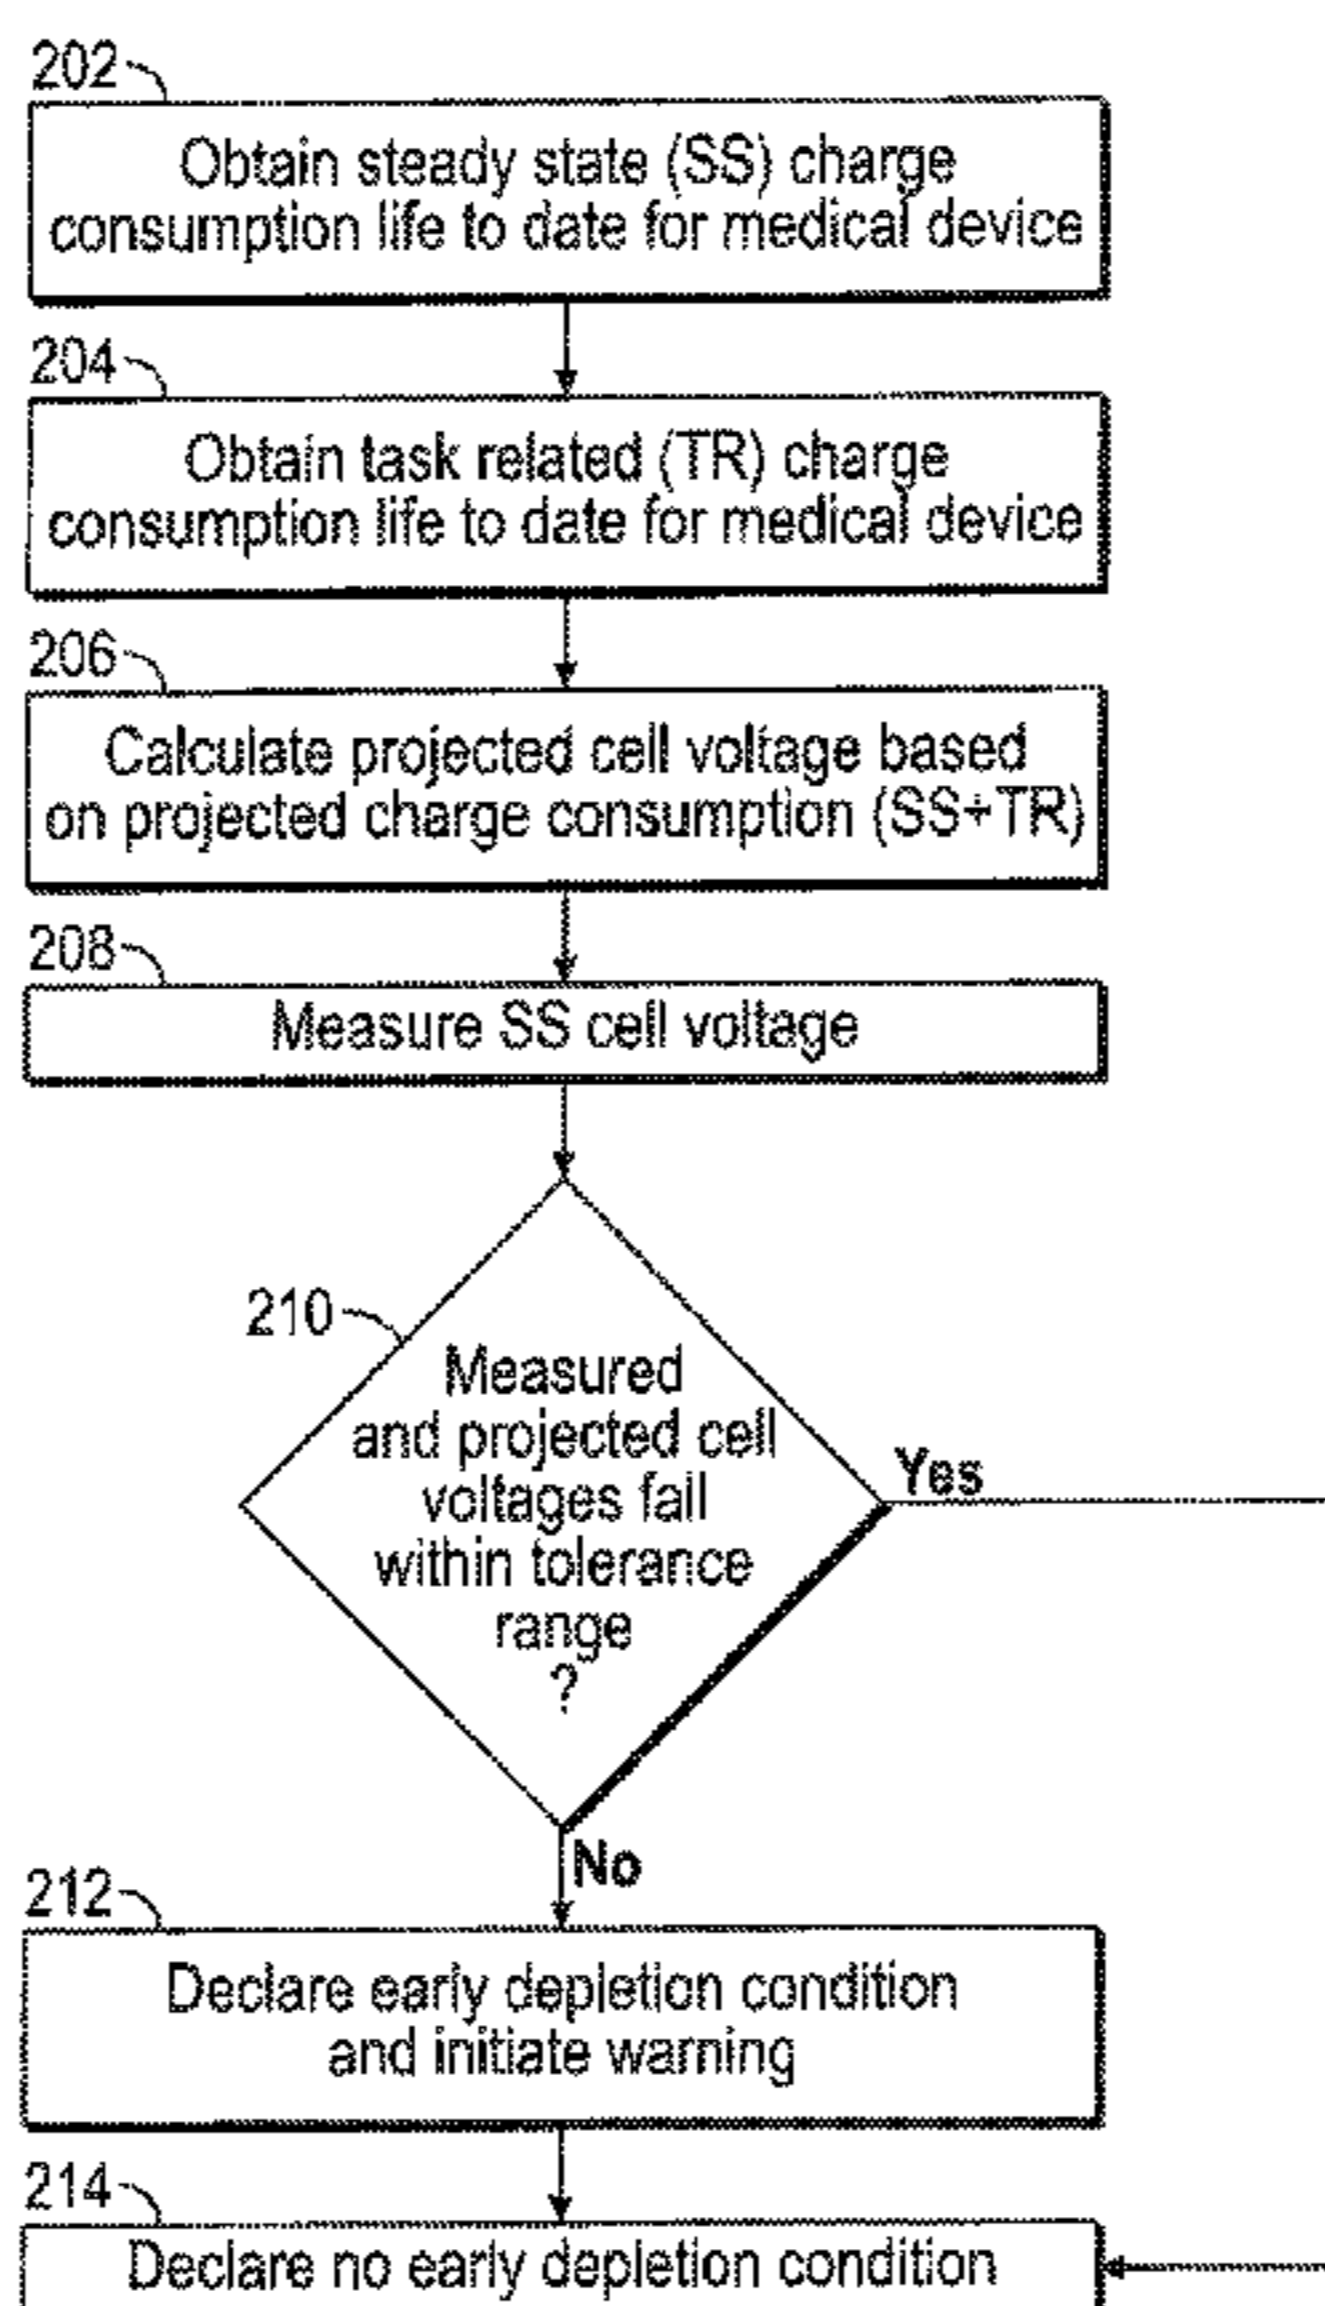 202
Obtain steady state (SS) charge
consumption life to date for medical device
204
Obtain task related (TR) charge
consumption life to date for medical device
206
Calculate projected cell voltage based
on projected charge consumption (SS+TR)
208
Measure SS cell voltage
210
Measured
and projected cell
voltages fall
within tolerance
range
?
Yes
No
212
Declare early depletion condition
and initiate warning
214
Declare no early depletion condition